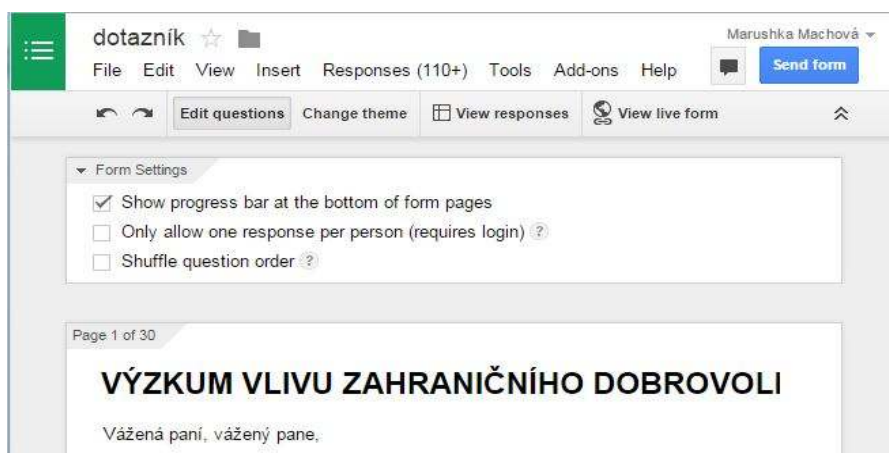 dotazník
Marushka Machová
File Edit View Insert Responses (110+) Tools Add-ons Help
Send form
Edit questions Change theme View responses View live form
Form Settings
Show progress bar at the bottom of form pages
Only allow one response per person (requires login) ?
Shuffle question order ?
Page 1 of 30
VÝZKUM VLIVU ZAHRANIČNÍHO
Vážená paní, vážený pane,